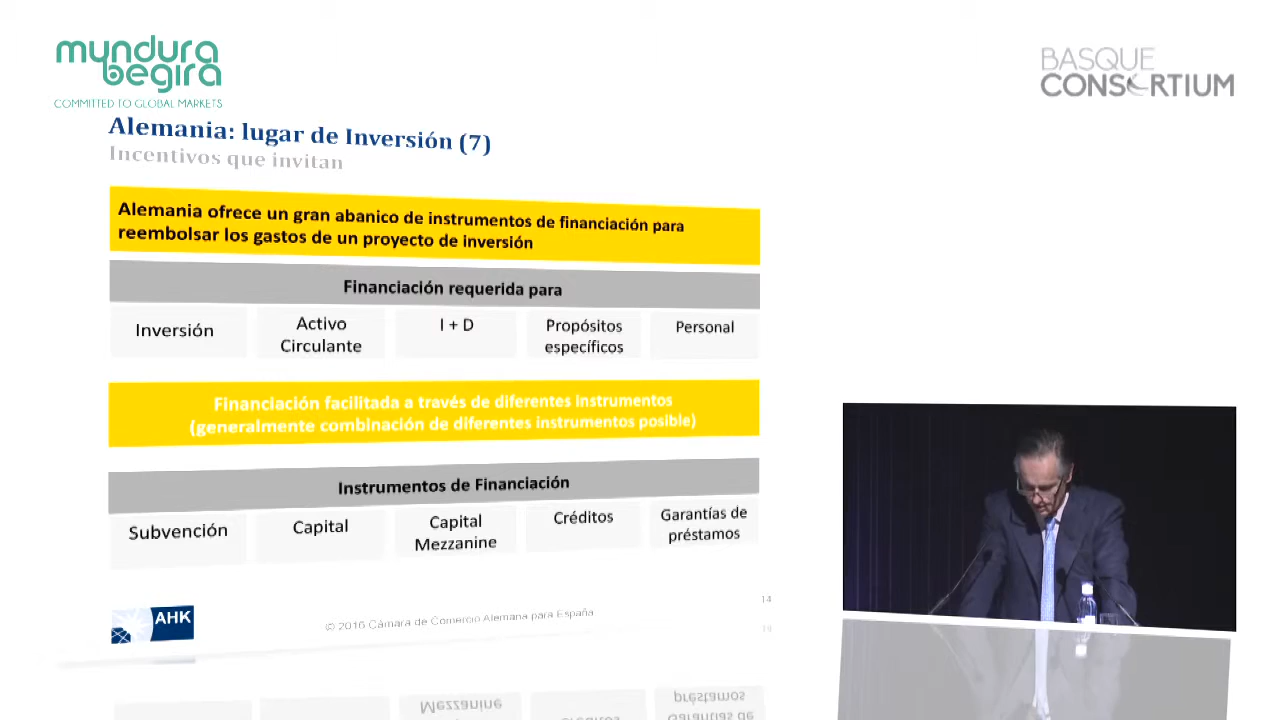 mundura
begira
COMMITTED TO GLOBAL MARKETS
BASQUE
CONSORTIUM
Alemania: lugar de Inversión (7)
Incentivos que invitan
Alemania ofrece un gran abanico de instrumentos de financiación para
reembolsar los gastos de un proyecto de inversión
Financiación requerida para
Inversión
Activo
Circulante
I + D
Propósitos
específicos
Personal
Financiación facilitada a través de diferentes instrumentos
(generalmente combinación de diferentes instrumentos posible)
Instrumentos de Financiación
Subvención
Capital
Capital
Mezzanine
Créditos
Garantías de
préstamos
AHK
© 2016 Cámara de Comercio Alemana para España
14